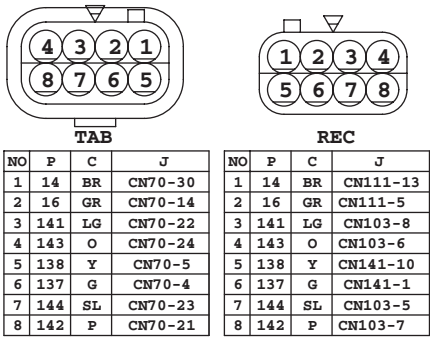 4 3 2 1
8 7 6 5
TAB
NO P C J
1 14 BR CN70-30
2 16 GR CN70-14
3 141 LG CN70-22
4 143 O CN70-24
5 138 Y CN70-5
6 137 G CN70-4
7 144 SL CN70-23
8 142 P CN70-21
1 2 3 4
5 6 7 8
REC
NO P C J
1 14 BR CN111-13
2 16 GR CN111-5
3 141 LG CN103-8
4 143 O CN103-6
5 138 Y CN141-10
6 137 G CN141-1
7 144 SL CN103-5
8 142 P CN103-7